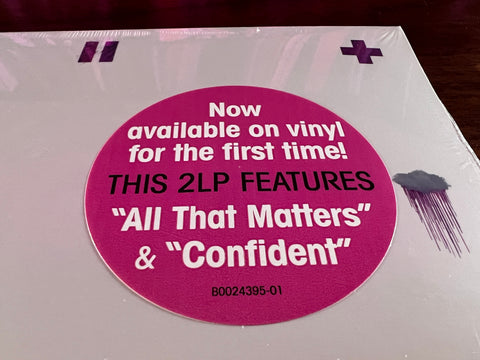 Now
available on vinyl
for the first time!
THIS 2LP FEATURES
"All That Matters"
& "Confident"
B0024395-01